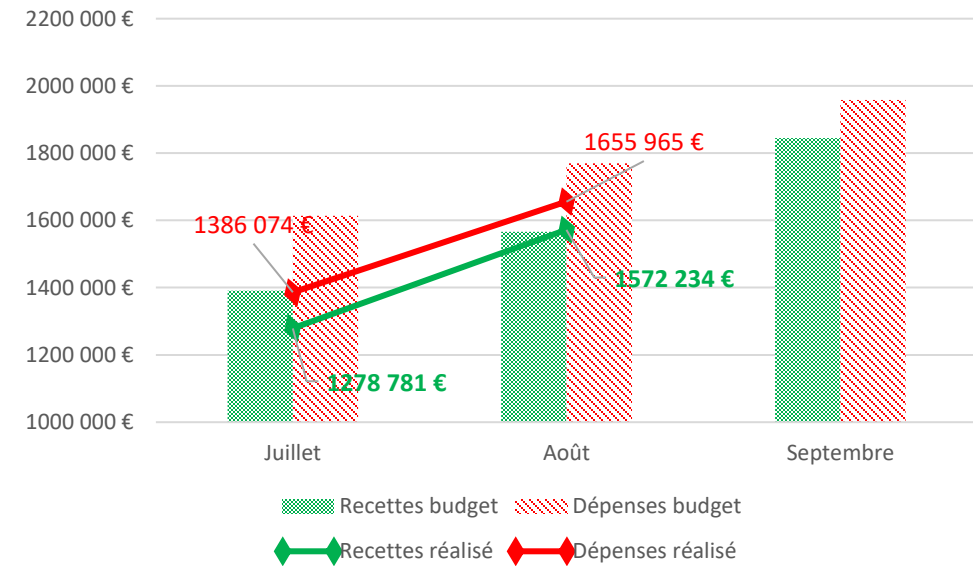 2200 000 €
2000 000 €
1800 000 €
1600 000 €
1400 000 €
1200 000 €
1000 000 €
1655 965 €
1386 074 €
1572 234 €
1278 781 €
Juillet Août Septembre
Recettes budget Dépenses budget
Recettes réalisé Dépenses réalisé